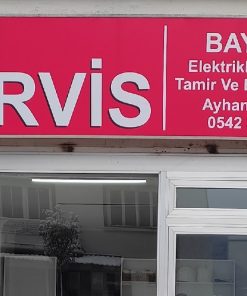 RVİS
BAY
Elektrikl
Tamir Ve
Ayhan
0542